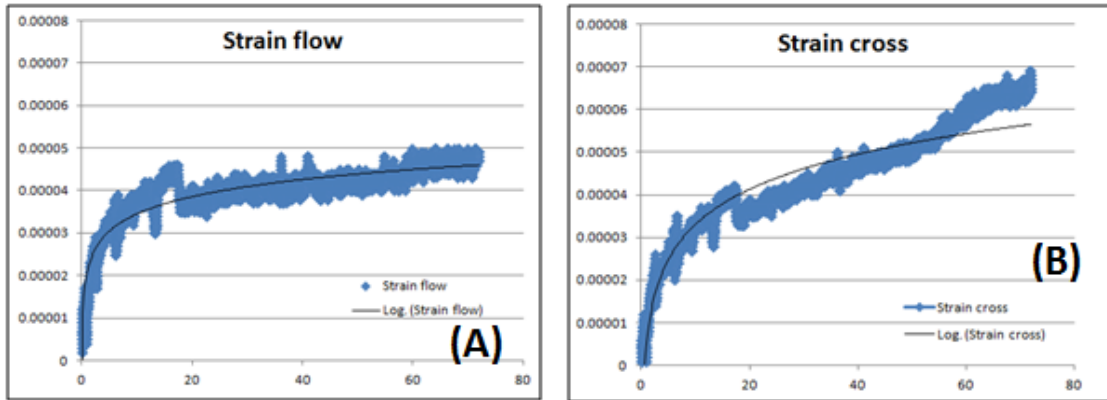 Strain flow
0.00008
0.00007
0.00006
0.00005
0.00004
0.00003
0.00002
0.00001
0
0 20 40 60 80
Strain flow
Log. (Strain flow)
(A)
Strain cross
0.00008
0.00007
0.00006
0.00005
0.00004
0.00003
0.00002
0.00001
0
0 20 40 60 80
Strain cross
Log. (Strain cross)
(B)